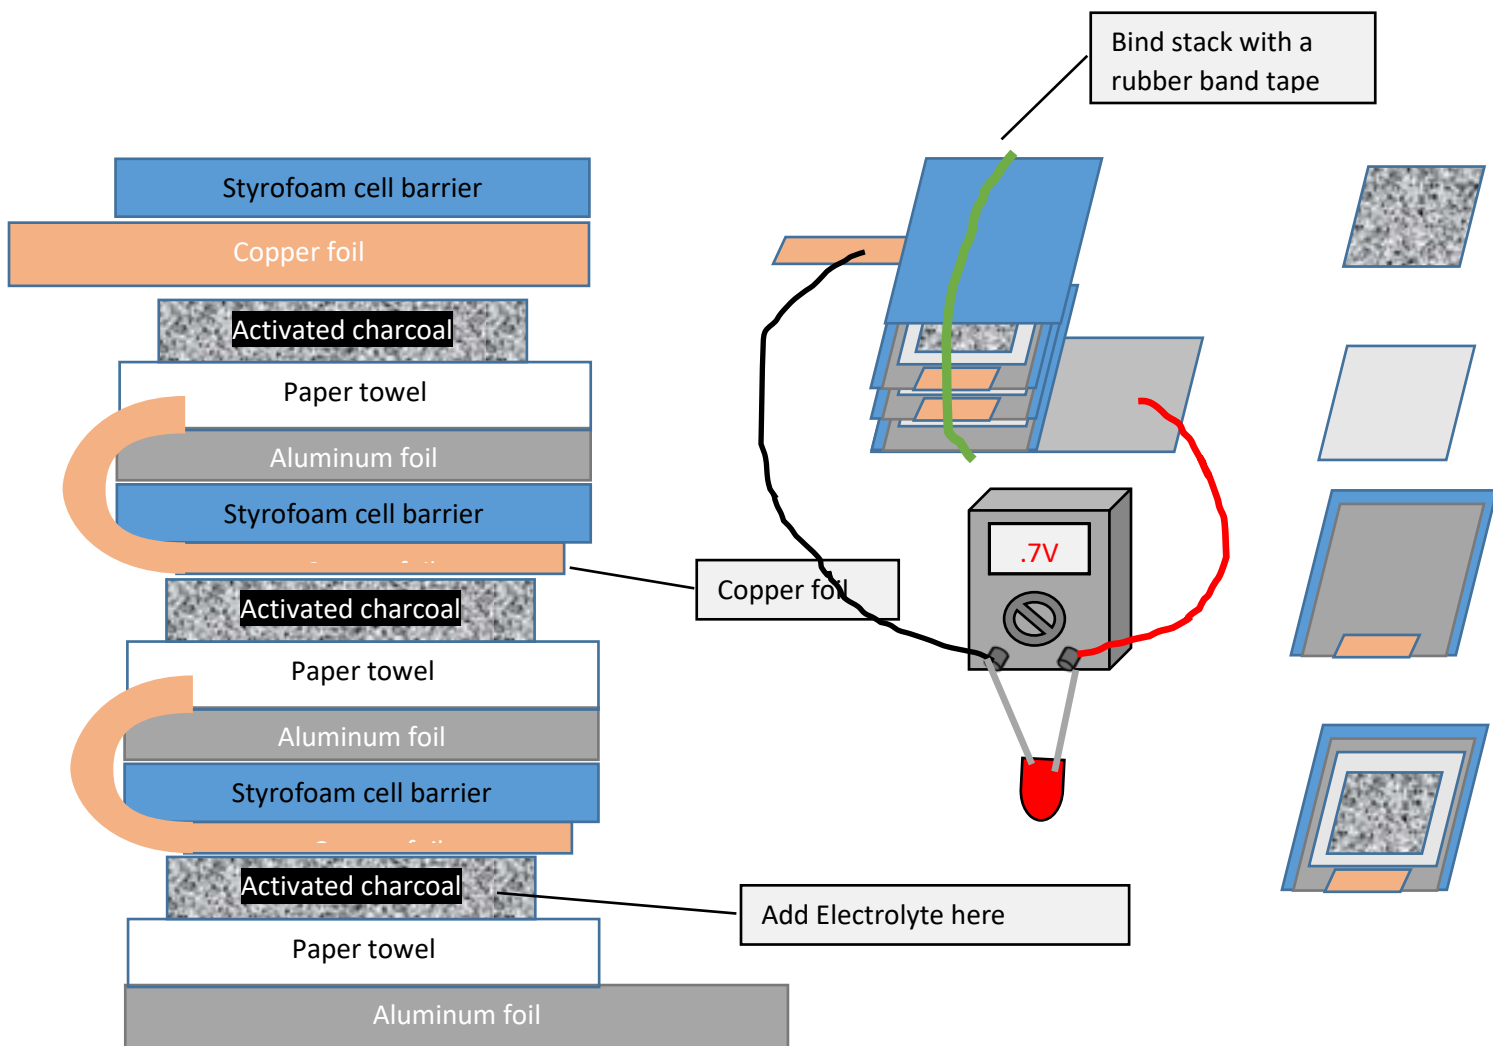 Bind stack with a
rubber band tape
Styrofoam cell barrier
Copper foil
Activated charcoal
Paper towel
Aluminum foil
Styrofoam cell barrier
.7V
Copper foil
Activated charcoal
Paper towel
Aluminum foil
Styrofoam cell barrier
Activated charcoal
Add Electrolyte here
Paper towel
Aluminum foil